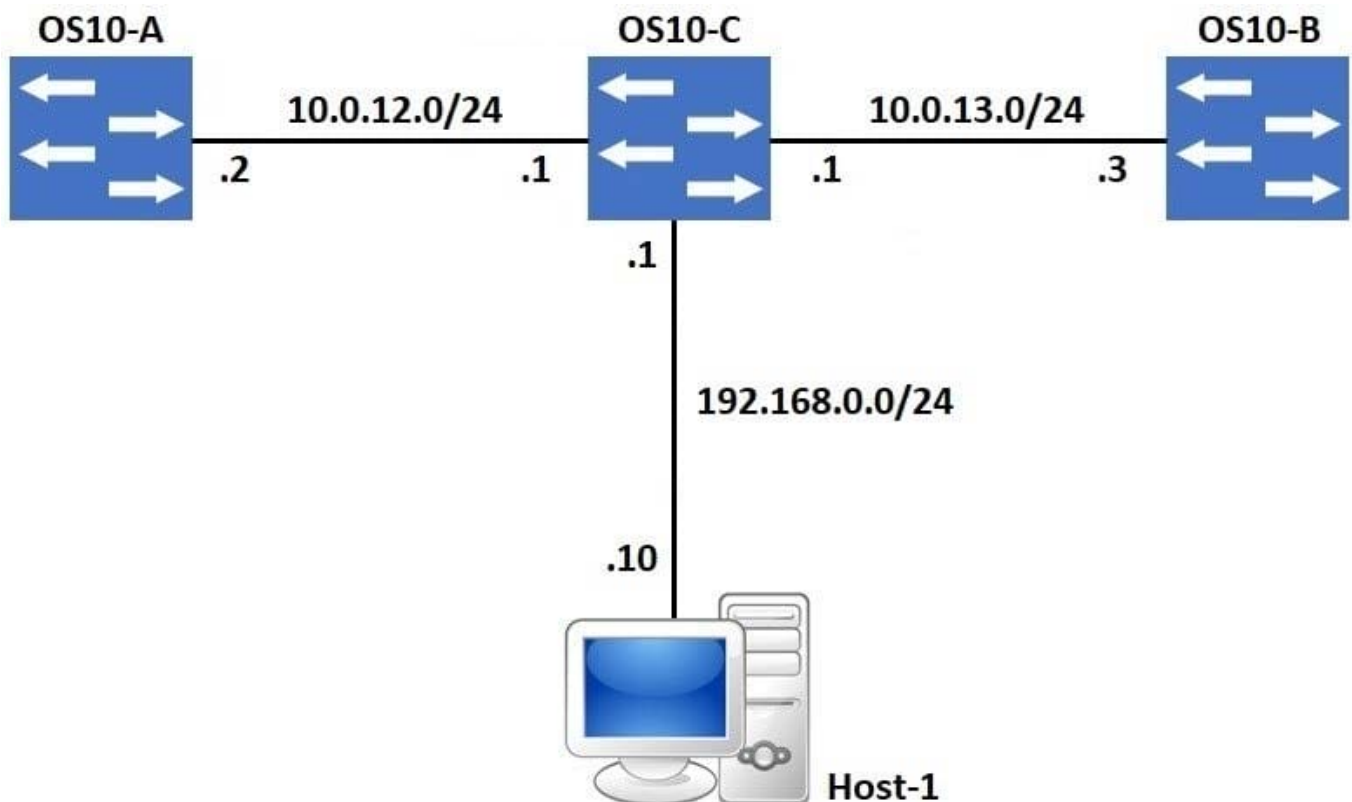 OS10-A
OS10-C
OS10-B
10.0.12.0/24
10.0.13.0/24
.2
.1
.1
.3
.1
192.168.0.0/24
.10
Host-1